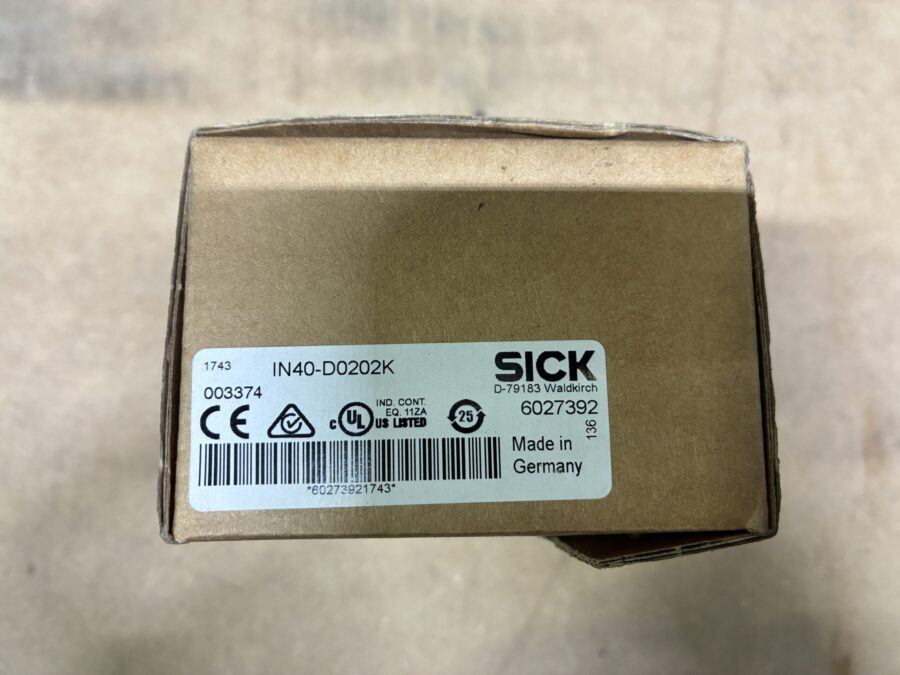 1743 IN40-D0202K
003374
SICK
D-79183 Waldkirch
6027392
136
CE
C UL US LISTED
IND. CONT.
EQ. 11ZA
25
Made in
Germany
*60273921743*